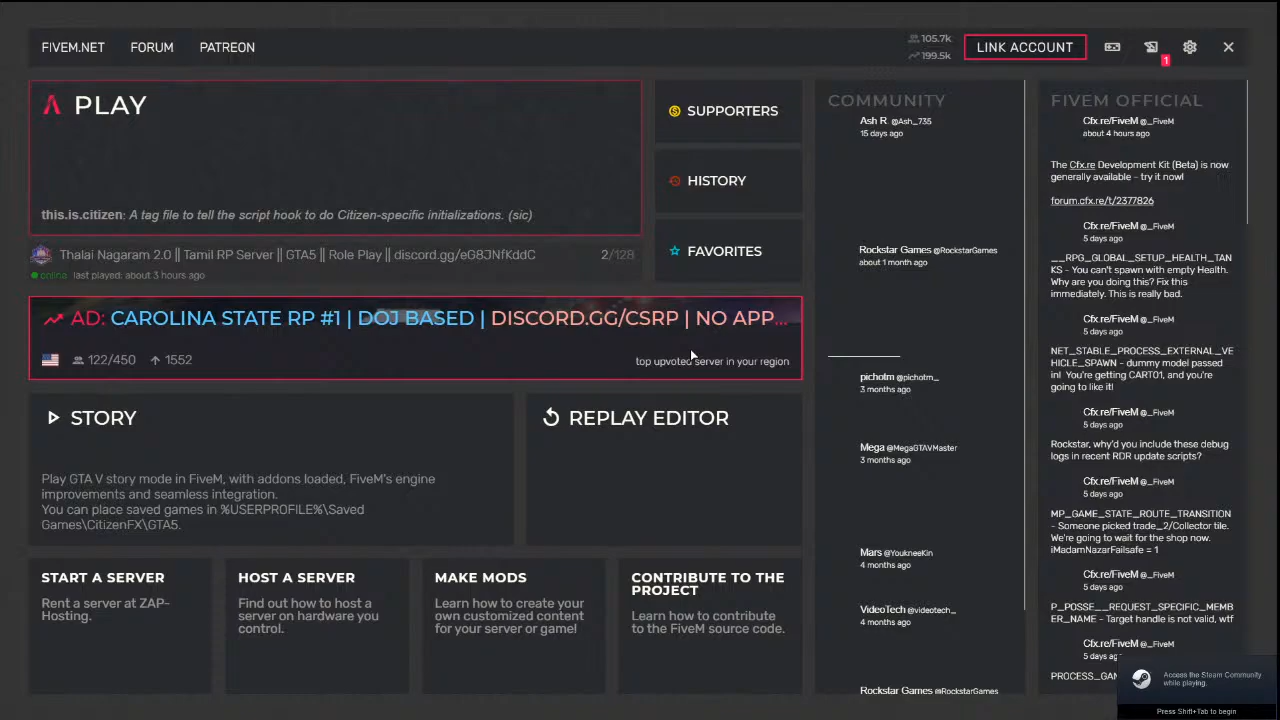 FIVEM.NET FORUM PATREON
105.7k
199.5k
LINK ACCOUNT
1
PLAY
this.is.citizen: A tag file to tell the script hook to do Citizen-specific initializations. (sic)
Thalai Nagaram 2.0 || Tamil RP Server || GTA5 || Role Play || discord.gg/eG8JNfKddC 2/128
online last played: about 3 hours ago
SUPPORTERS
HISTORY
FAVORITES
AD: CAROLINA STATE RP #1 | DOJ BASED | DISCORD.GG/CSRP | NO APP...
122/450 1552
top upvoted server in your region
STORY
Play GTA V story mode in FiveM, with addons loaded, FiveM's engine
improvements and seamless integration.
You can place saved games in %USERPROFILE%\Saved
Games\CitizenFX\GTA5.
REPLAY EDITOR
START A SERVER
Rent a server at ZAP-
Hosting.
HOST A SERVER
Find out how to host a
server on hardware you
control.
MAKE MODS
Learn how to create your
own customized content
for your server or game!
CONTRIBUTE TO THE
PROJECT
Learn how to contribute
to the FiveM source code.
COMMUNITY
Ash R. @Ash_735
15 days ago
Rockstar Games @RockstarGames
about 1 month ago
pichotm @pichotm_
3 months ago
Mega @MegaGTAVMaster
3 months ago
Mars @YoukneeKin
4 months ago
VideoTech @videotech_
4 months ago
Rockstar Games @RockstarGames
FIVEM OFFICIAL
Cfx.re/FiveM @_FiveM
about 4 hours ago
The Cfx.re Development Kit (Beta) is now
generally available - try it now!
forum.cfx.re/t/2377826
Cfx.re/FiveM @_FiveM
5 days ago
__RPG_GLOBAL_SETUP_HEALTH_TAN
KS - You can't spawn with empty Health.
Why are you doing this? Fix this
immediately. This is really bad.
Cfx.re/FiveM @_FiveM
5 days ago
NET_STABLE_PROCESS_EXTERNAL_VE
HICLE_SPAWN - dummy model passed
in! You're getting CART01, and you're
going to like it!
Cfx.re/FiveM @_FiveM
5 days ago
Rockstar, why'd you include these debug
logs in recent RDR update scripts?
Cfx.re/FiveM @_FiveM
5 days ago
MP_GAME_STATE_ROUTE_TRANSITION
- Someone picked trade_2/Collector tile.
We're going to wait for the shop now.
iMadamNazarFailsafe = 1
Cfx.re/FiveM @_FiveM
5 days ago
P_POSSE__REQUEST_SPECIFIC_MEMB
ER_NAME - Target handle is not valid, wtf
Cfx.re/FiveM @_FiveM
5 days ag
PROCESS_GAM
Access the Steam Community
while playing.
Press Shift+Tab to begin